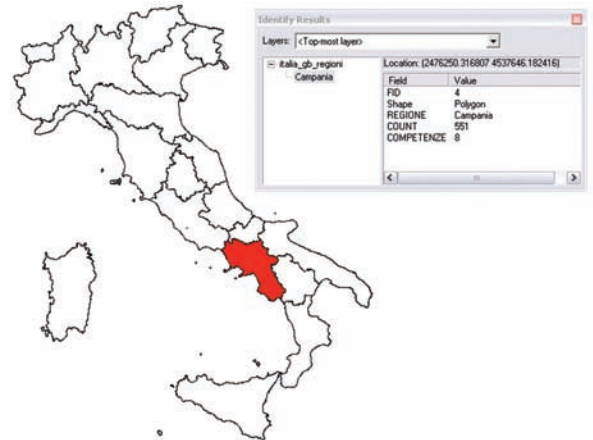 Identify Results
Layers: <Top-most layer>
italia_gb_regioni
Campania
Location: (2476250.316807 4537646.182416)
Field Value
FID 4
Shape Polygon
REGIONE Campania
COUNT 551
COMPETENZE 8